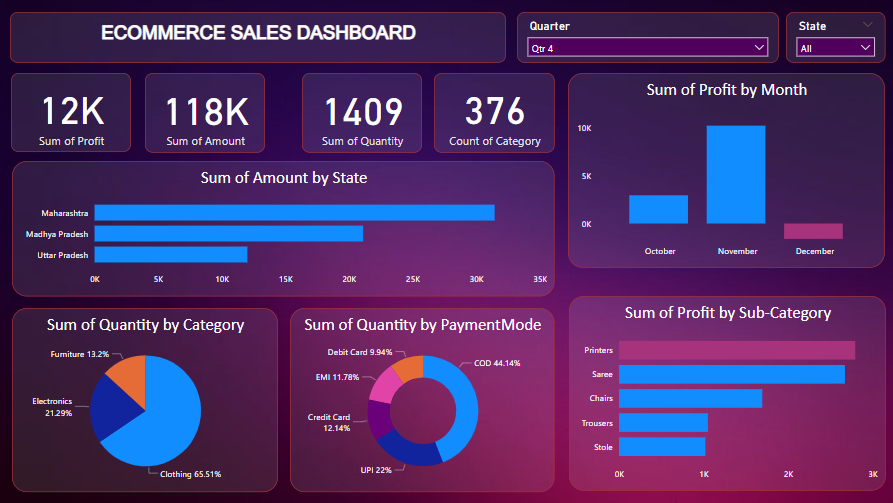 ECOMMERCE SALES DASHBOARD
Quarter
Qtr 4
State
All
12K
Sum of Profit
118K
Sum of Amount
1409
Sum of Quantity
376
Count of Category
Sum of Profit by Month
10K
5K
0K
October November December
Sum of Amount by State
Maharashtra
Madhya Pradesh
Uttar Pradesh
0K 5K 10K 15K 20K 25K 30K 35K
Sum of Quantity by Category
Furniture 13.2%
Electronics
21.29%
Clothing 65.51%
Sum of Quantity by PaymentMode
Debit Card 9.94%
COD 44.14%
EMI 11.78%
Credit Card
12.14%
UPI 22%
Sum of Profit by Sub-Category
Printers
Saree
Chairs
Trousers
Stole
0K 1K 2K 3K